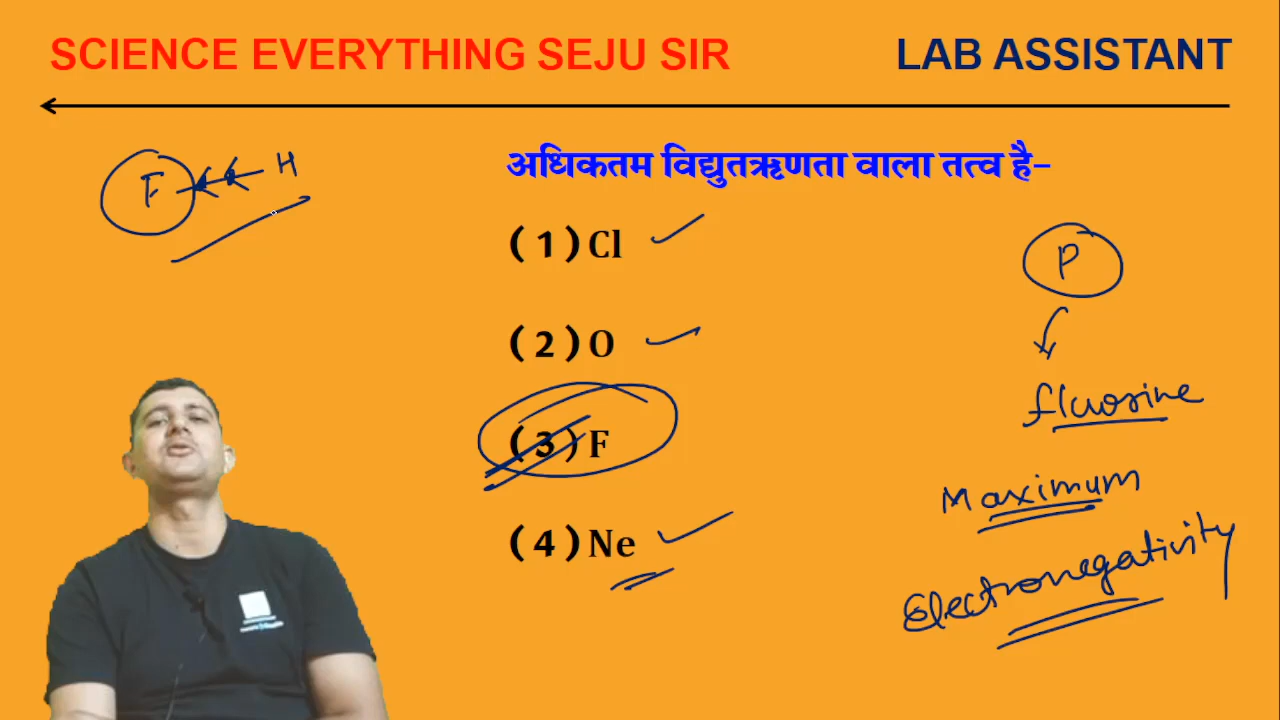 SCIENCE EVERYTHING SEJU SIR LAB ASSISTANT
F H
अधिकतम विद्युतऋणता वाला तत्व है-
(1) Cl
(2) O
(3) F
(4) Ne
P
fluorine
Maximum
Electronegativity